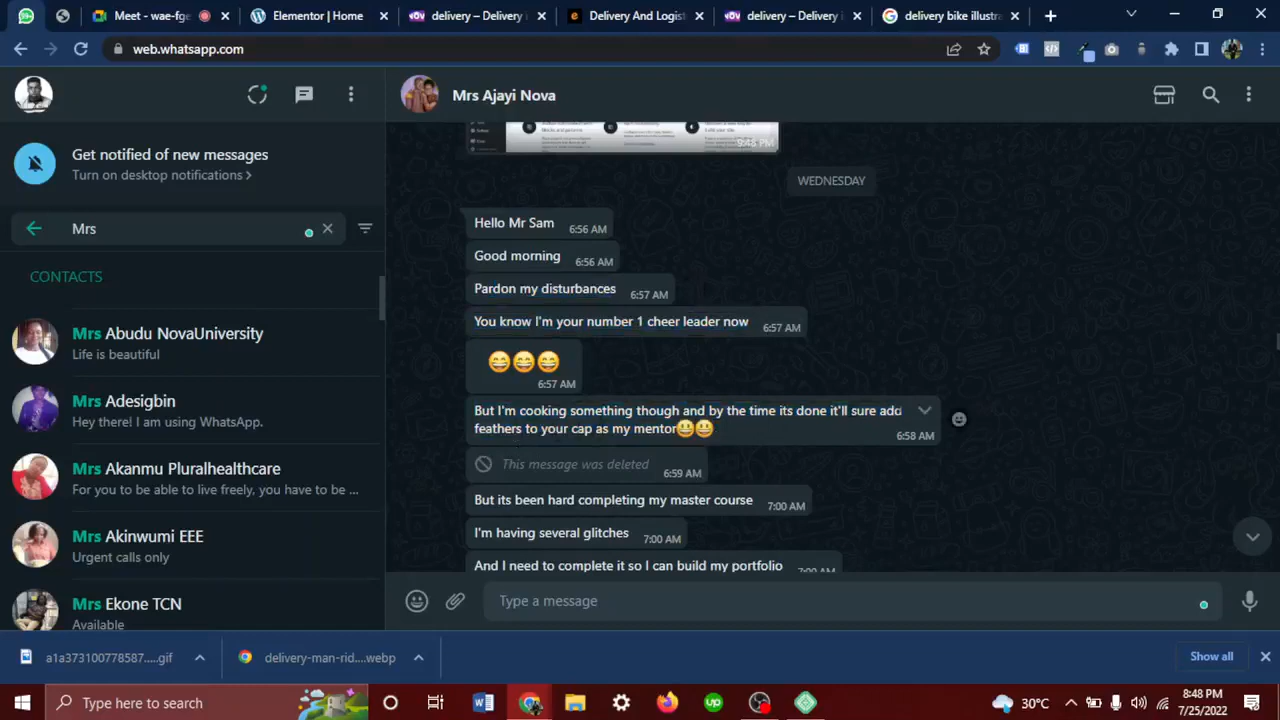 Meet - wae-fge
Elementor | Home
delivery – Delivery i
Delivery And Logist
delivery – Delivery i
delivery bike illustra
web.whatsapp.com
Mrs Ajayi Nova
Get notified of new messages
Turn on desktop notifications >
9:48 PM
WEDNESDAY
Mrs
Hello Mr Sam 6:56 AM
Good morning 6:56 AM
CONTACTS
Pardon my disturbances 6:57 AM
You know I'm your number 1 cheer leader now 6:57 AM
😄😄😄
6:57 AM
Mrs Abudu NovaUniversity
Life is beautiful
Mrs Adesigbin
Hey there! I am using WhatsApp.
But I'm cooking something though and by the time its done it'll sure add
feathers to your cap as my mentor😃😃 6:58 AM
This message was deleted 6:59 AM
Mrs Akanmu Pluralhealthcare
For you to be able to live freely, you have to be ...
But its been hard completing my master course 7:00 AM
I'm having several glitches 7:00 AM
Mrs Akinwumi EEE
Urgent calls only
And I need to complete it so I can build my portfolio 7:00 AM
Mrs Ekone TCN
Available
Type a message
a1a373100778587.....gif
delivery-man-rid....webp
Show all
Type here to search
30°C
8:48 PM
7/25/2022